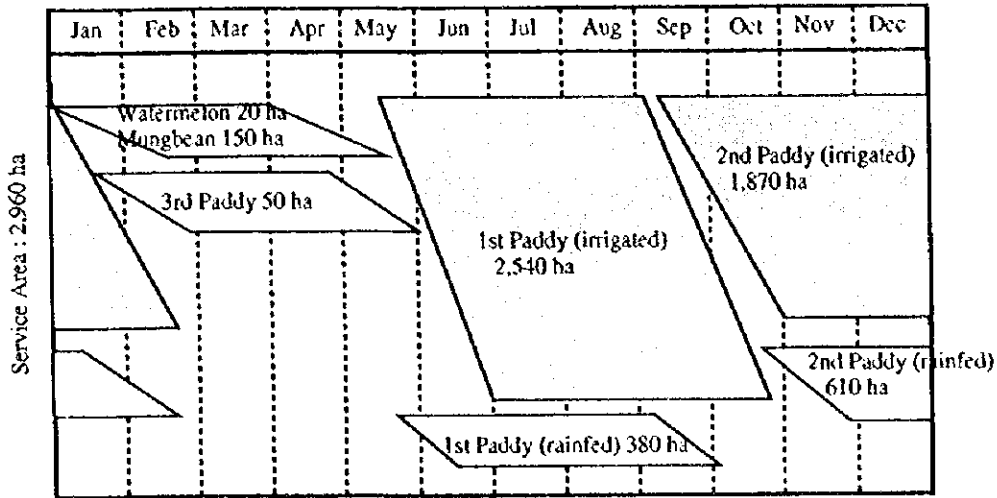 Jan Feb Mar Apr May Jun Jul Aug Sep Oct Nov Dec
Service Area : 2,960 ha
Watermelon 20 ha
Mungbean 150 ha
3rd Paddy 50 ha
1st Paddy (irrigated)
2,540 ha
2nd Paddy (irrigated)
1,870 ha
2nd Paddy (rainfed)
610 ha
1st Paddy (rainfed) 380 ha